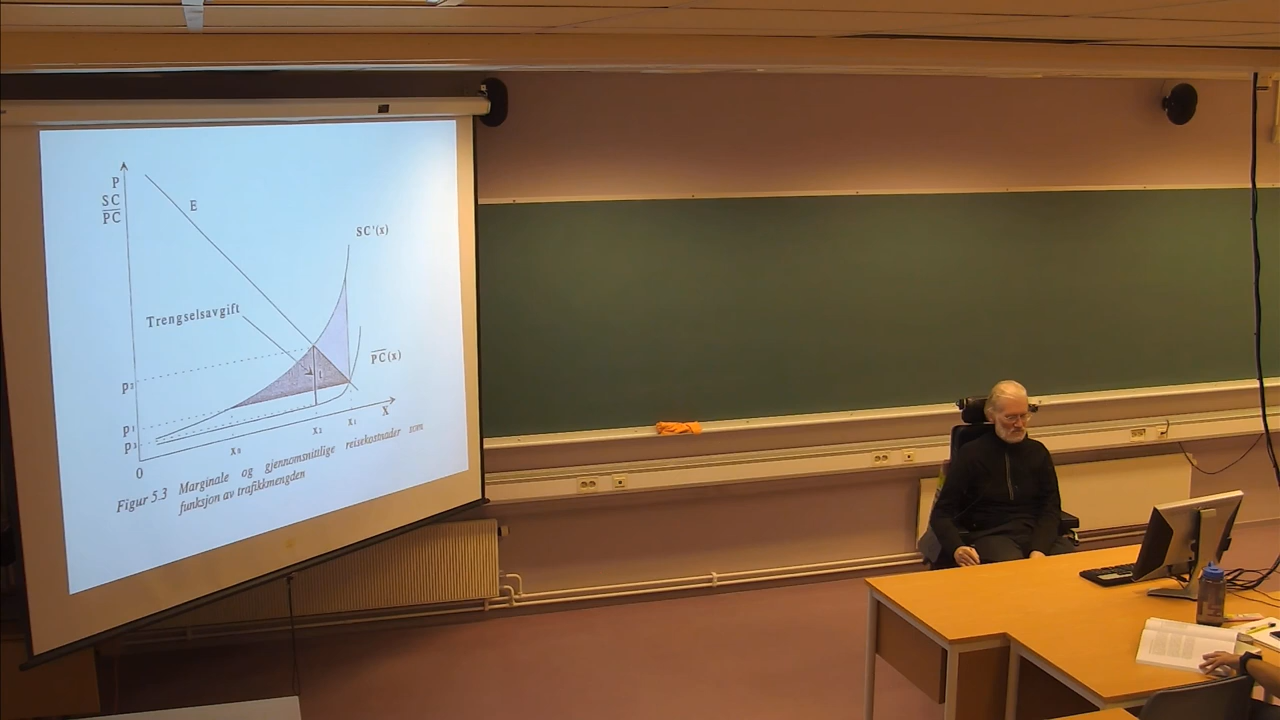 P
SC
PC
E
SC'(x)
Trengselsavgift
t
PC(x)
P₂
P₁
P₃
X
x₀
x₂
x₁
0
Figur 5.3 Marginale og gjennomsnittlige reisekostnader som
funksjon av trafikkmengden